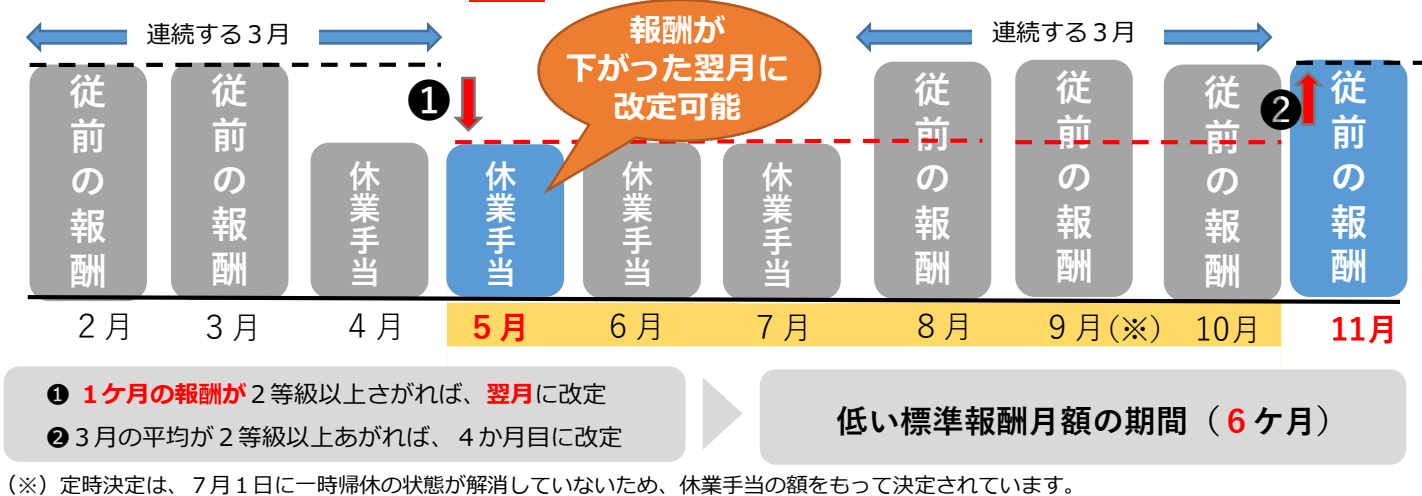 連続する３月
連続する３月
報酬が
下がった翌月に
改定可能
❶
❷
従前の報酬
従前の報酬
休業手当
休業手当
休業手当
休業手当
従前の報酬
従前の報酬
従前の報酬
従前の報酬
２月
３月
４月
５月
６月
７月
８月
９月(※)
10月
11月
❶ １ケ月の報酬が２等級以上さがれば、翌月に改定
❷３月の平均が２等級以上あがれば、４か月目に改定
低い標準報酬月額の期間（６ケ月）
（※）定時決定は、７月１日に一時帰休の状態が解消していないため、休業手当の額をもって決定されています。